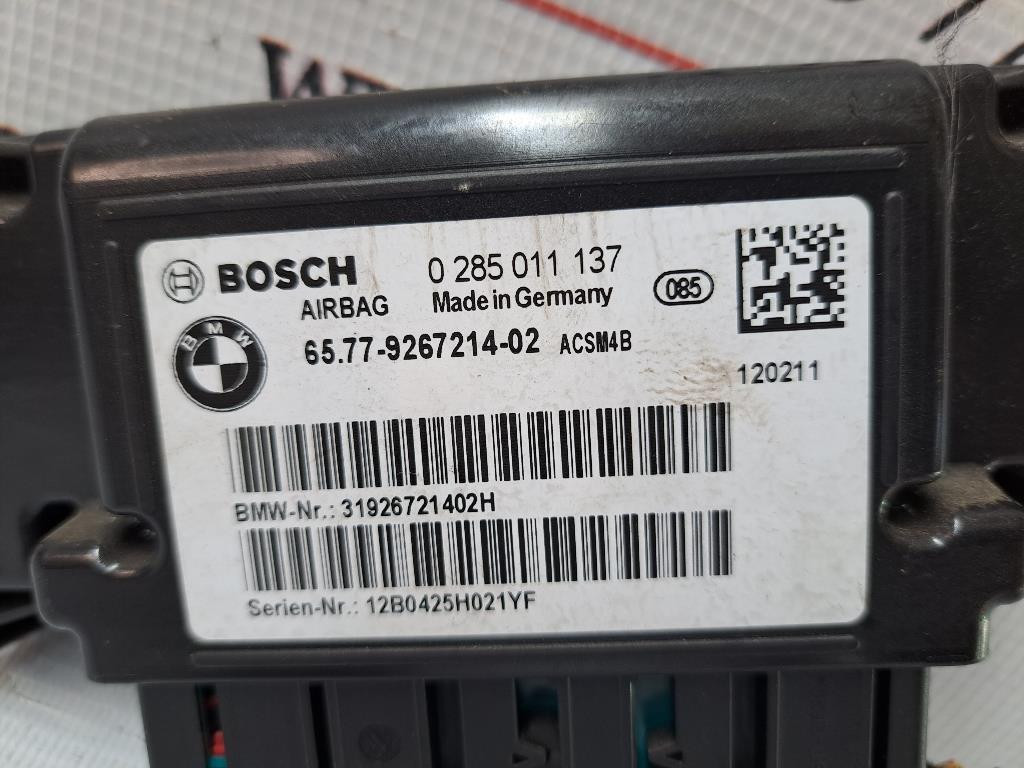 BOSCH 0 285 011 137
AIRBAG Made in Germany 085
BMW
65.77-9267214-02 ACSM4B
120211
BMW-Nr.: 31926721402H
Serien-Nr.: 12B0425H021YF